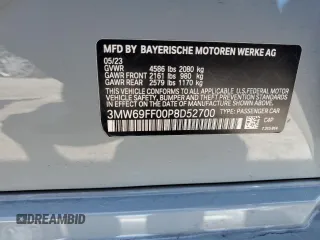 MFD BY BAYERISCHE MOTOREN WERKE AG
05/23
GVWR 4586 lbs 2080 kg
GAWR FRONT 2161 lbs 980 kg
GAWR REAR 2579 lbs 1170 kg
THIS VEHICLE CONFORMS TO ALL APPLICABLE U.S. FEDERAL MOTOR
VEHICLE SAFETY, BUMPER, AND THEFT PREVENTION STANDARDS
IN EFFECT ON THE DATE OF MANUFACTURE SHOWN ABOVE.
3MW69FF00P8D52700
TYPE: PASSENGER CAR
C4P
DREAMBID